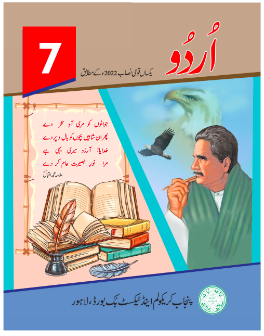 اُردُو
7
یکساں قومی نصاب 2022ء کے مطابق
جوانوں کو مری آہِ سحر دے
پھر ان شاہیں بچوں کو بال و پر دے
خدایا! آرزو میری یہی ہے
مرا نورِ بصیرت عام کر دے
پنجاب کریکولم اینڈ ٹیکسٹ بک بورڈ، لاہور